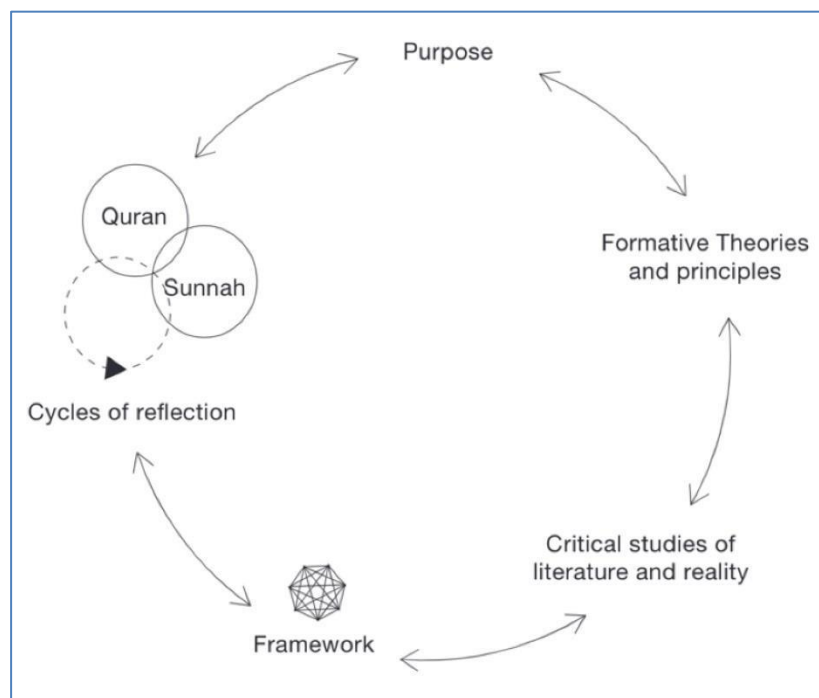 Purpose
Quran
Sunnah
Formative Theories
and principles
Cycles of reflection
Critical studies of
literature and reality
Framework